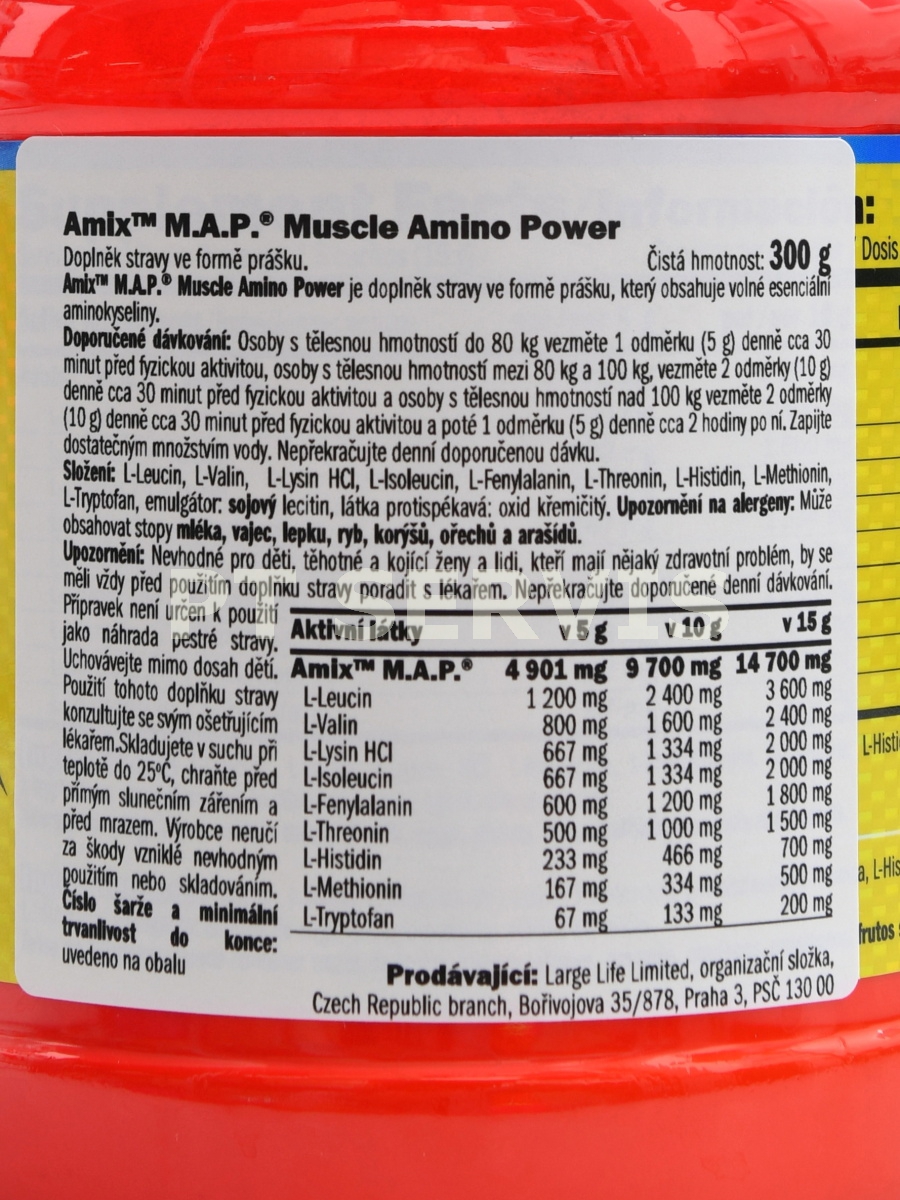 Amix™ M.A.P.® Muscle Amino Power
Doplněk stravy ve formě prášku. Čistá hmotnost: 300 g
Amix™ M.A.P.® Muscle Amino Power je doplněk stravy ve formě prášku, který obsahuje volné esenciální
aminokyseliny.
Doporučené dávkování: Osoby s tělesnou hmotností do 80 kg vezměte 1 odměrku (5 g) denně cca 30
minut před fyzickou aktivitou, osoby s tělesnou hmotností mezi 80 kg a 100 kg, vezměte 2 odměrky (10 g)
denně cca 30 minut před fyzickou aktivitou a osoby s tělesnou hmotností nad 100 kg vezměte 2 odměrky
(10 g) denně cca 30 minut před fyzickou aktivitou a poté 1 odměrku (5 g) denně cca 2 hodiny po ní. Zapijte
dostatečným množstvím vody. Nepřekračujte denní doporučenou dávku.
Složení: L-Leucin, L-Valin, L-Lysin HCl, L-Isoleucin, L-Fenylalanin, L-Threonin, L-Histidin, L-Methionin,
L-Tryptofan, emulgátor: sojový lecitin, látka protispékavá: oxid křemičitý. Upozornění na alergeny: Může
obsahovat stopy mléka, vajec, lepku, ryb, korýšů, ořechů a arašídů.
Upozornění: Nevhodné pro děti, těhotné a kojící ženy a lidi, kteří mají nějaký zdravotní problém, by se
měli vždy před použitím doplňku stravy poradit s lékařem. Nepřekračujte doporučené denní dávkování.
Přípravek není určen k použití
jako náhrada pestré stravy.
Uchovávejte mimo dosah dětí.
Použití tohoto doplňku stravy
konzultujte se svým ošetřujícím
lékařem.Skladujete v suchu při
teplotě do 25°C, chraňte před
přímým slunečním zářením a
před mrazem. Výrobce neručí
za škody vzniklé nevhodným
použitím nebo skladováním.
Číslo šarže a minimální
trvanlivost do konce:
uvedeno na obalu
Aktivní látky v 5 g v 10 g v 15 g
Amix™ M.A.P.® 4 901 mg 9 700 mg 14 700 mg
L-Leucin 1 200 mg 2 400 mg 3 600 mg
L-Valin 800 mg 1 600 mg 2 400 mg
L-Lysin HCl 667 mg 1 334 mg 2 000 mg
L-Isoleucin 667 mg 1 334 mg 2 000 mg
L-Fenylalanin 600 mg 1 200 mg 1 800 mg
L-Threonin 500 mg 1 000 mg 1 500 mg
L-Histidin 233 mg 466 mg 700 mg
L-Methionin 167 mg 334 mg 500 mg
L-Tryptofan 67 mg 133 mg 200 mg
Prodávající: Large Life Limited, organizační složka,
Czech Republic branch, Bořivojova 35/878, Praha 3, PSČ 130 00
Dosis
SERVIS